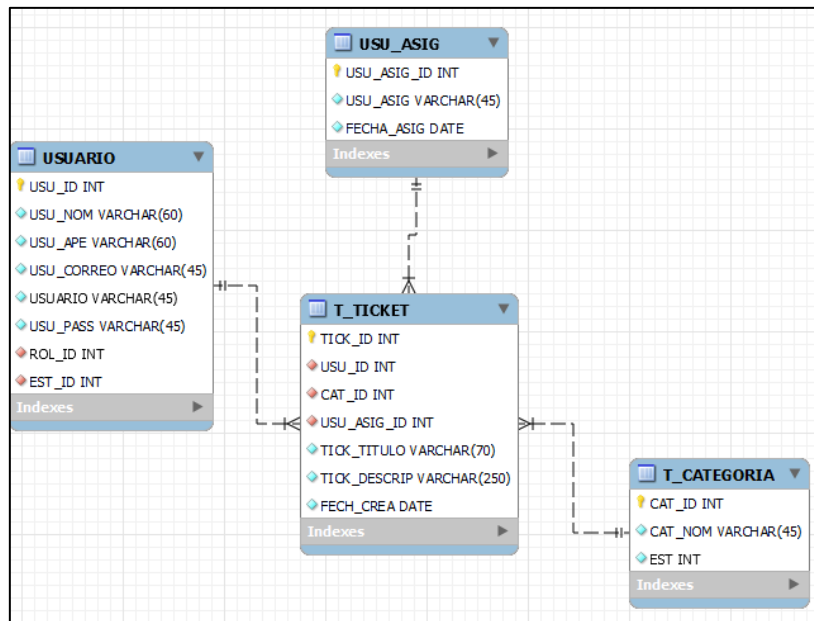 USU_ASIG
USU_ASIG_ID INT
USU_ASIG VARCHAR(45)
FECHA_ASIG DATE
Indexes
USUARIO
USU_ID INT
USU_NOM VARCHAR(60)
USU_APE VARCHAR(60)
USU_CORREO VARCHAR(45)
USUARIO VARCHAR(45)
USU_PASS VARCHAR(45)
ROL_ID INT
EST_ID INT
Indexes
T_TICKET
TICK_ID INT
USU_ID INT
CAT_ID INT
USU_ASIG_ID INT
TICK_TITULO VARCHAR(70)
TICK_DESCRIP VARCHAR(250)
FECH_CREA DATE
Indexes
T_CATEGORIA
CAT_ID INT
CAT_NOM VARCHAR(45)
EST INT
Indexes